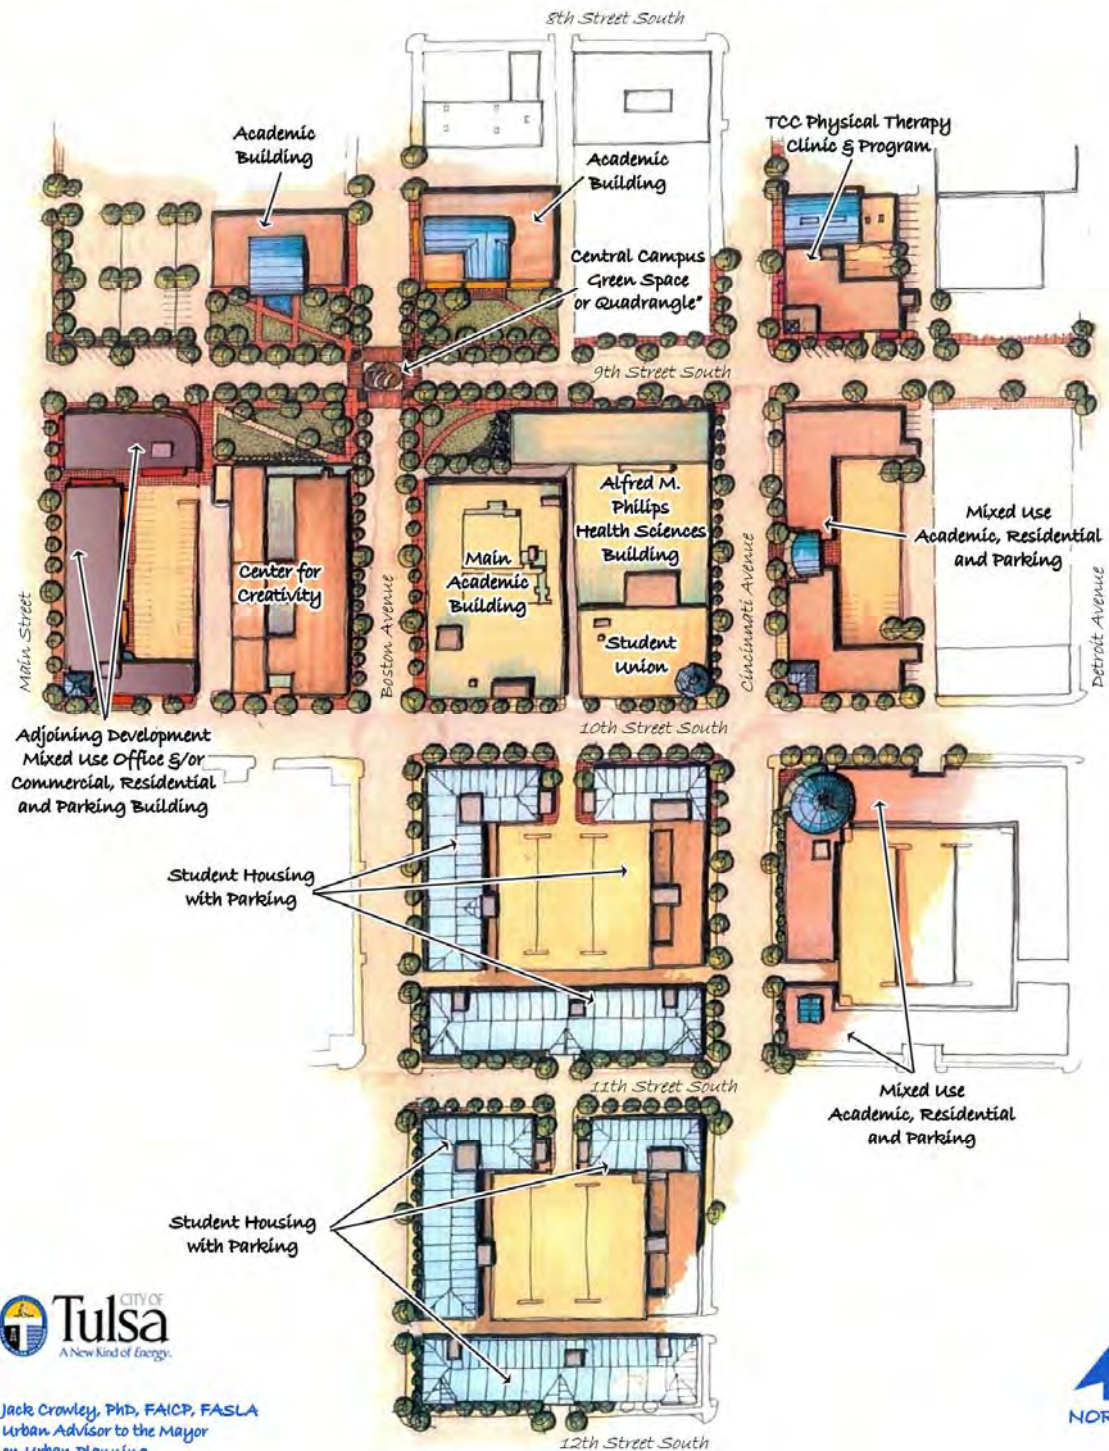 8th Street South
Academic
Building
Academic
Building
TCC Physical Therapy
Clinic & Program
Central Campus
Green Space
or Quadrangle"
9th Street South
Main Street
Center for
Creativity
Boston Avenue
Main
Academic
Building
Alfred M.
Philips
Health Sciences
Building
Student
Union
Cincinnati Avenue
Mixed Use
Academic, Residential
and Parking
Detroit Avenue
Adjoining Development
Mixed Use Office &/or
Commercial, Residential
and Parking Building
10th Street South
Student Housing
with Parking
11th Street South
Mixed Use
Academic, Residential
and Parking
Student Housing
with Parking
CITY OF
Tulsa
A New Kind of Energy.
Jack Crowley, PhD, FAICP, FASLA
Urban Advisor to the Mayor
on Urban Planning
NOR
12th Street South